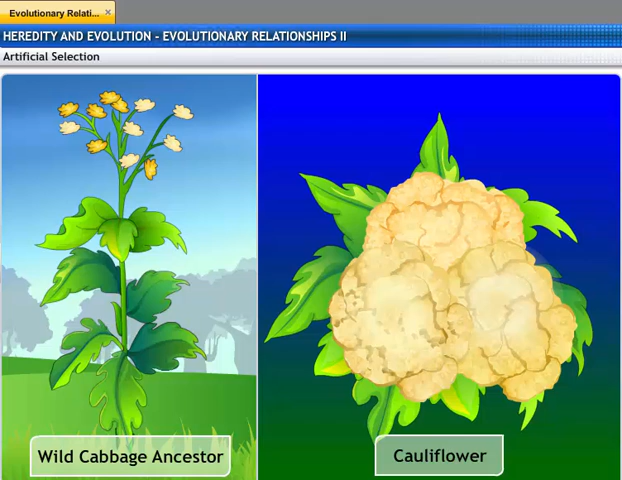 Evolutionary Relati...
HEREDITY AND EVOLUTION - EVOLUTIONARY RELATIONSHIPS II
Artificial Selection
Wild Cabbage Ancestor
Cauliflower